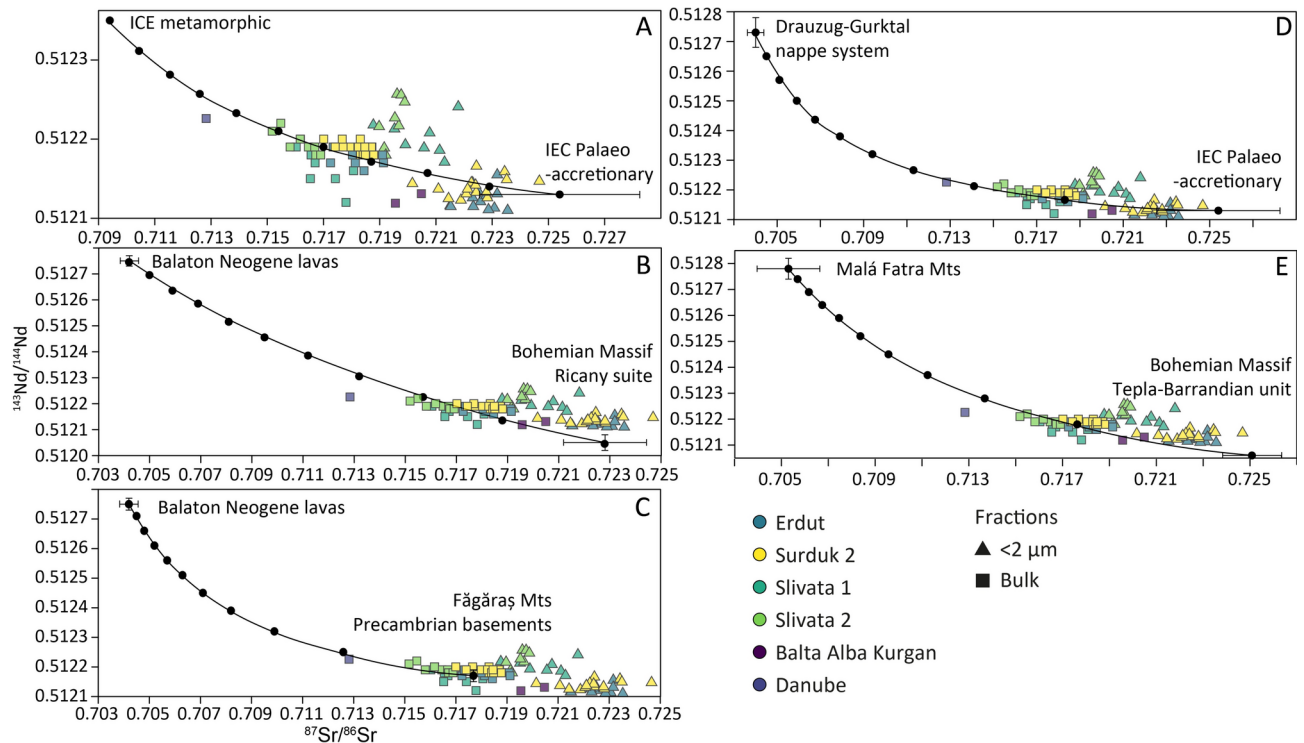 A
ICE metamorphic
IEC Palaeo
-accretionary
0.5123
0.5122
0.5121
0.709 0.711 0.713 0.715 0.717 0.719 0.721 0.723 0.725 0.727
B
Balaton Neogene lavas
Bohemian Massif
Ricany suite
0.5127
0.5126
0.5125
0.5124
0.5123
0.5122
0.5121
0.5120
0.703 0.705 0.707 0.709 0.711 0.713 0.715 0.717 0.719 0.721 0.723 0.725
¹⁴³Nd/¹⁴⁴Nd
C
Balaton Neogene lavas
Făgăraș Mts
Precambrian basements
0.5127
0.5126
0.5125
0.5124
0.5123
0.5122
0.5121
0.703 0.705 0.707 0.709 0.711 0.713 0.715 0.717 0.719 0.721 0.723 0.725
⁸⁷Sr/⁸⁶Sr
D
Drauzug-Gurktal
nappe system
IEC Palaeo
-accretionary
0.5128
0.5127
0.5126
0.5125
0.5124
0.5123
0.5122
0.5121
0.705 0.709 0.713 0.717 0.721 0.725
E
Malá Fatra Mts
Bohemian Massif
Tepla-Barrandian unit
0.5128
0.5127
0.5126
0.5125
0.5124
0.5123
0.5122
0.5121
0.705 0.709 0.713 0.717 0.721 0.725
Erdut
Surduk 2
Slivata 1
Slivata 2
Balta Alba Kurgan
Danube
Fractions
<2 µm
Bulk